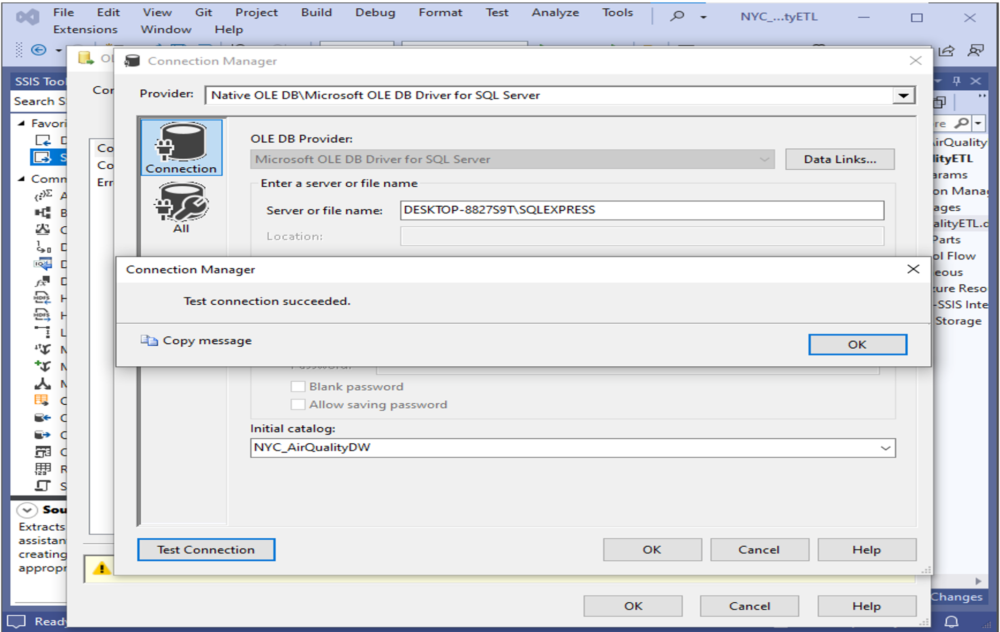 File Edit View Git Project Build Debug Format Test Analyze Tools NYC_...tyETL
Extensions Window Help
OL
Connection Manager
SSIS Tool
Con
Provider: Native OLE DB\Microsoft OLE DB Driver for SQL Server
Search S
Favori
D
S
Comm
Co
Co
Err
Connection
All
OLE DB Provider:
Microsoft OLE DB Driver for SQL Server Data Links...
Enter a server or file name
Server or file name: DESKTOP-8827S9T\SQLEXPRESS
Location:
Connection Manager
Test connection succeeded.
Copy message OK
Password:
Blank password
Allow saving password
Initial catalog:
NYC_AirQualityDW
Test Connection OK Cancel Help
OK Cancel Help
irQuality
lityETL
arams
on Mana
ages
alityETL.d
Parts
ol Flow
eous
zure Reso
-SSIS Inte
Storage
Changes
Sou
Extracts
assistan
creating
appropr
Ready